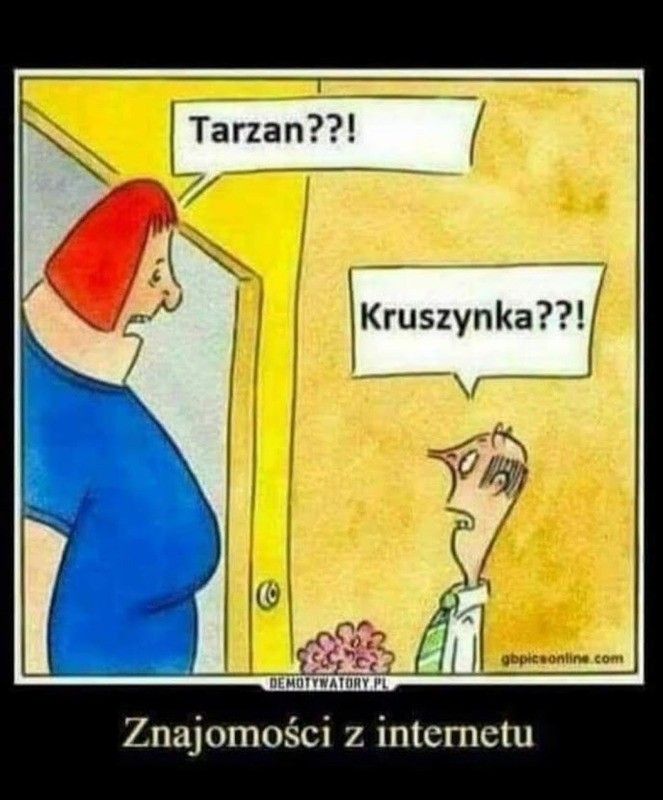 Tarzan??!
Kruszynka??!
gbpicsonline.com
DEMOTYWATORY.PL
Znajomości z internetu